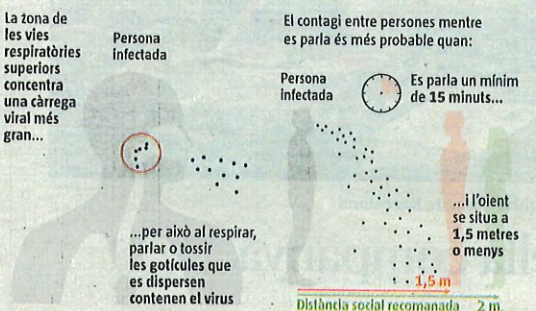 La zona de
les vies
respiratòries
superiors
concentra
una càrrega
viral més
gran...
Persona
infectada
...per això al respirar,
parlar o tossir
les gotícules que
es dispersen
contenen el virus
El contagi entre persones mentre
es parla és més probable quan:
Persona
infectada
Es parla un mínim
de 15 minuts...
...i l'oient
se situa a
1,5 metres
o menys
1,5 m
Distància social recomanada 2 m